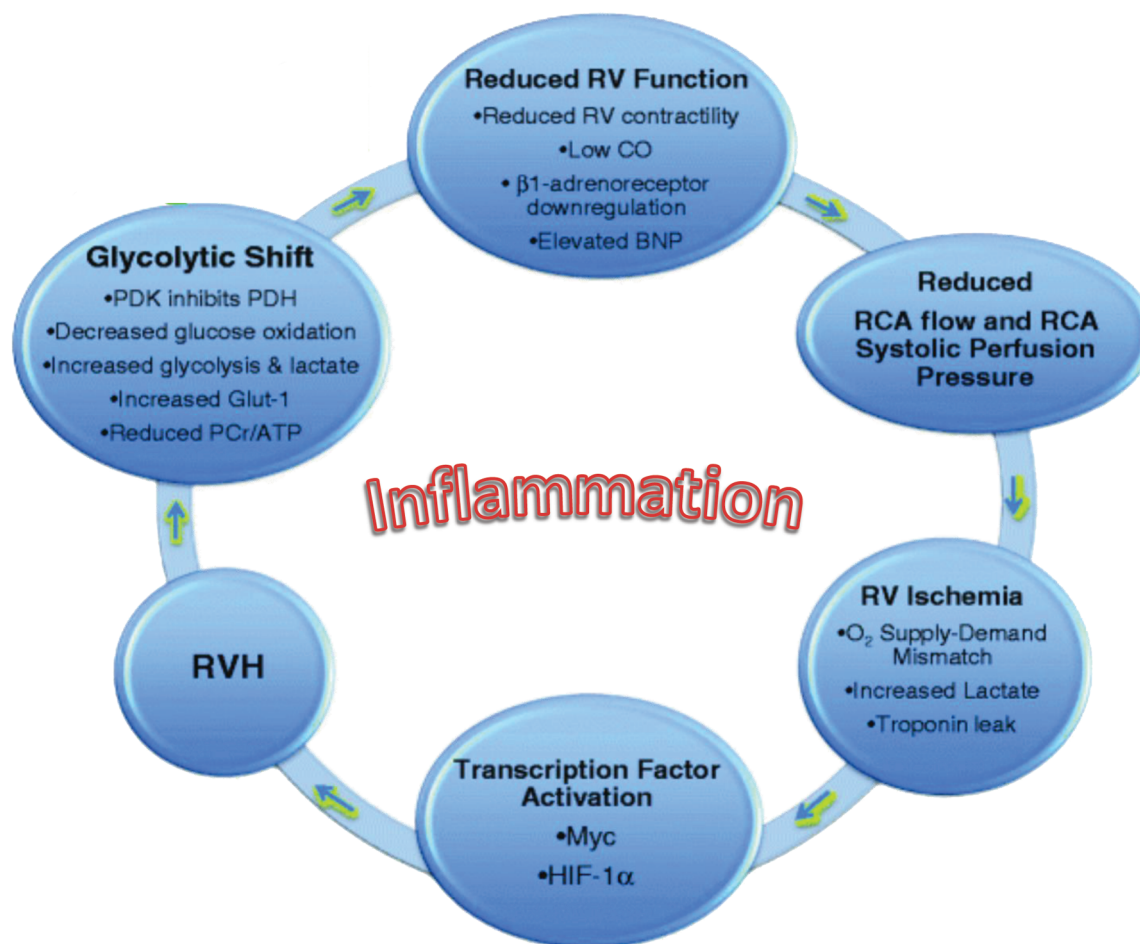 Reduced RV Function
•Reduced RV contractility
•Low CO
•β1-adrenoreceptor
downregulation
•Elevated BNP
Reduced
RCA flow and RCA
Systolic Perfusion
Pressure
RV Ischemia
•O₂ Supply-Demand
Mismatch
•Increased Lactate
•Troponin leak
Transcription Factor
Activation
•Myc
•HIF-1α
RVH
Glycolytic Shift
•PDK inhibits PDH
•Decreased glucose oxidation
•Increased glycolysis & lactate
•Increased Glut-1
•Reduced PCr/ATP
Inflammation